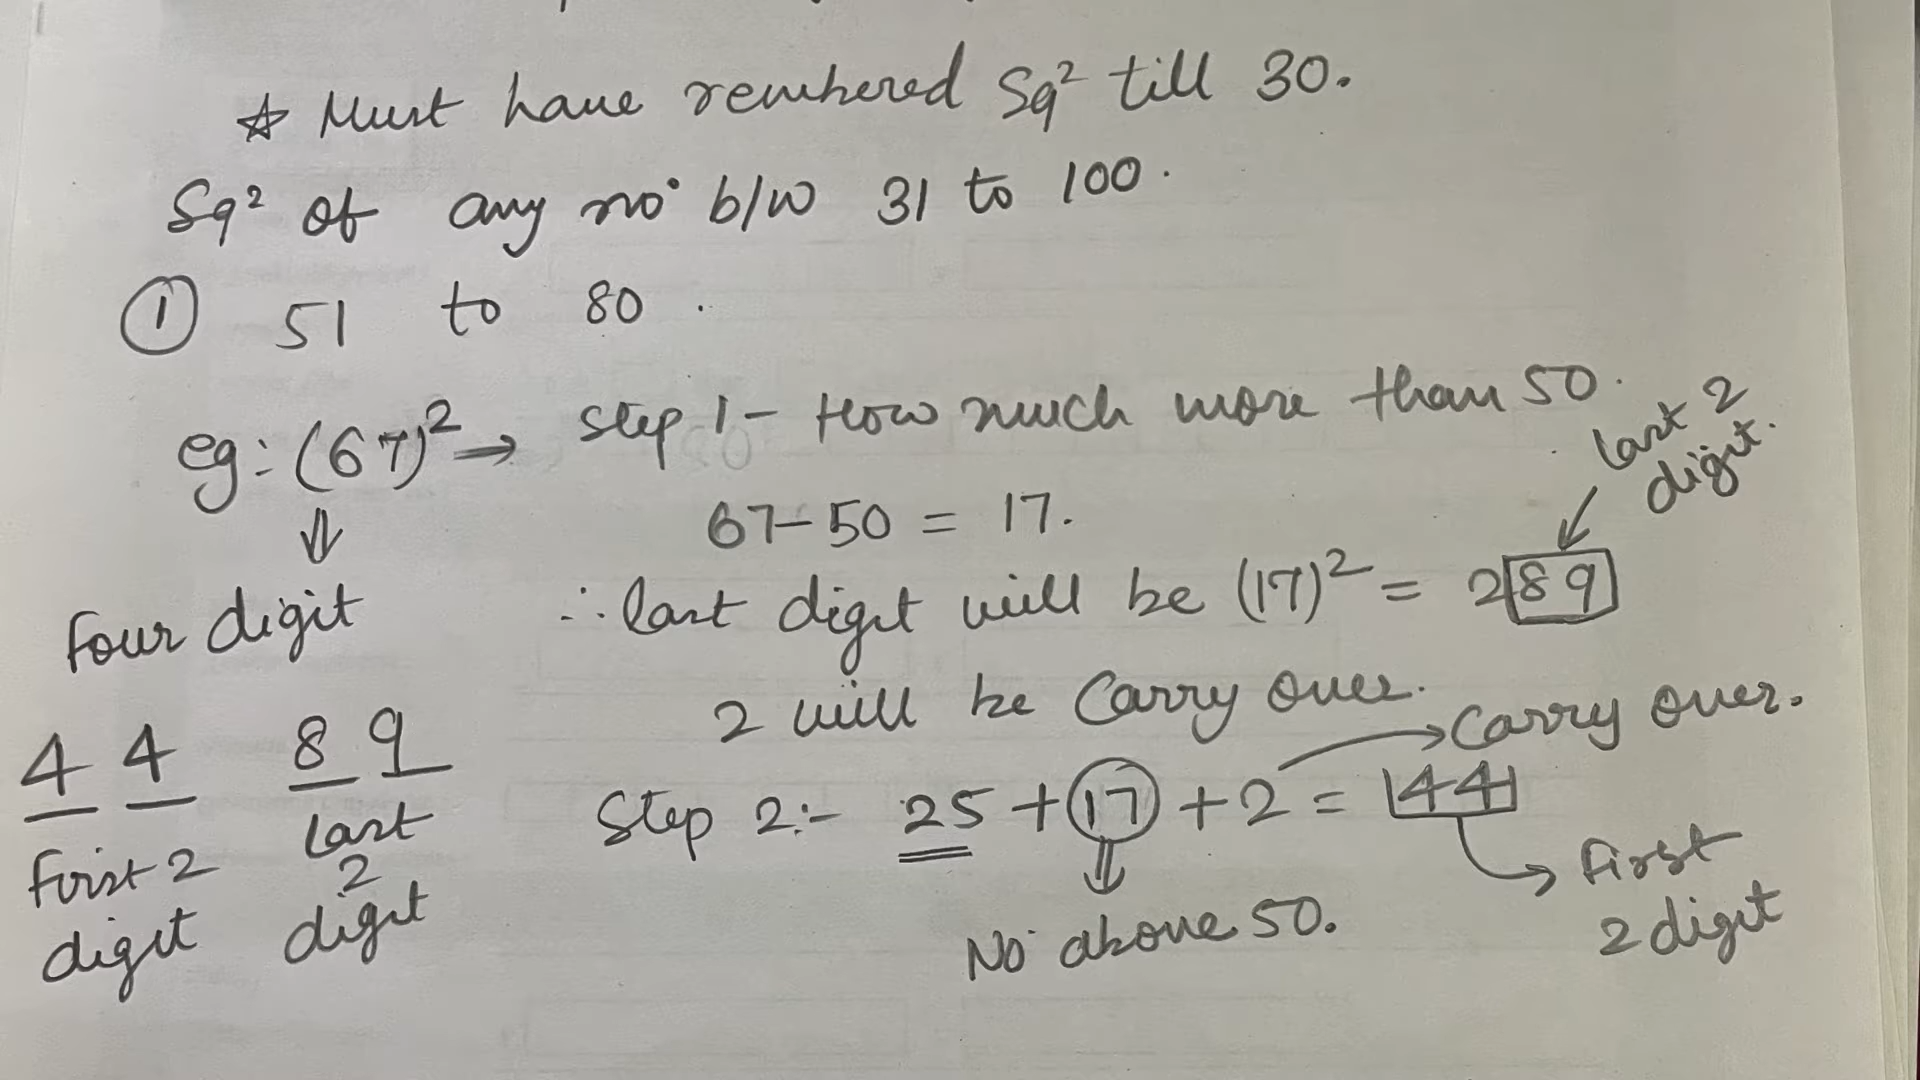 ☆ Must have remebered Sq² till 30.
Sq² of any no° b/w 31 to 100.
① 51 to 80.
eg:- (67)² → step 1 - How much more than 50.
last 2
digit.
67-50 = 17.
⇓
Four digit
∴ last digit will be (17)² = 289
2 will be Carry over.
→ Carry over.
4 4 8 9
First 2
digit
last
2
digit
Step 2:- 25 + 17 + 2 = 44
⇓
No above 50.
→ First
2 digit